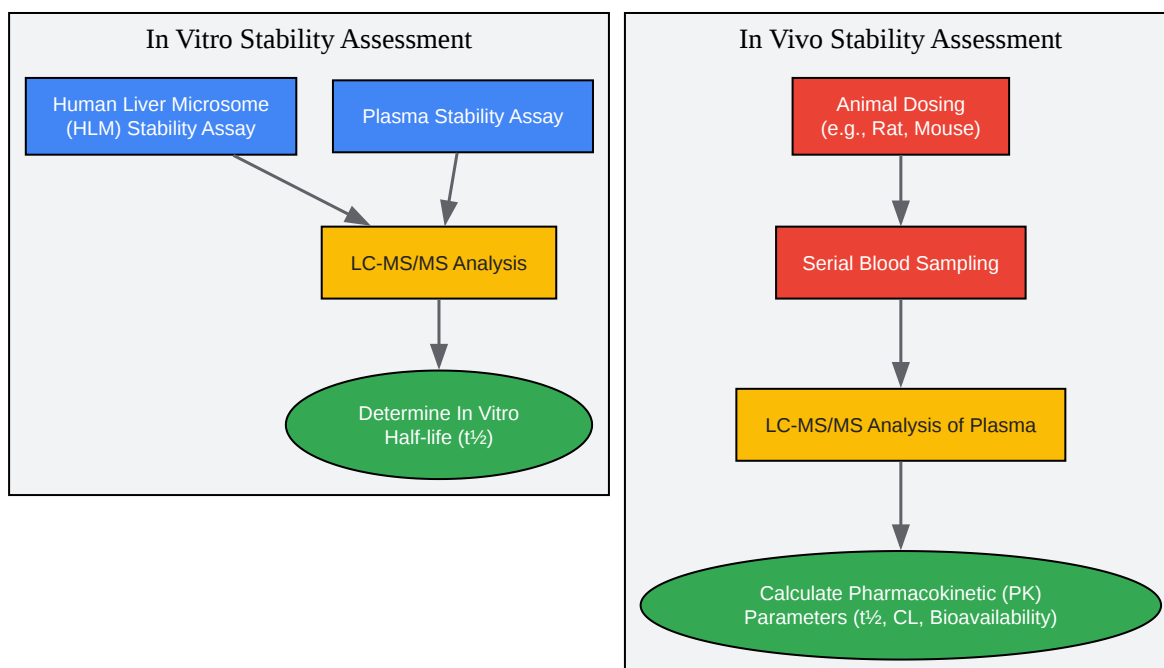 In Vitro Stability Assessment
Human Liver Microsome
(HLM) Stability Assay
Plasma Stability Assay
LC-MS/MS Analysis
Determine In Vitro
Half-life (t½)
In Vivo Stability Assessment
Animal Dosing
(e.g., Rat, Mouse)
Serial Blood Sampling
LC-MS/MS Analysis of Plasma
Calculate Pharmacokinetic (PK)
Parameters (t½, CL, Bioavailability)